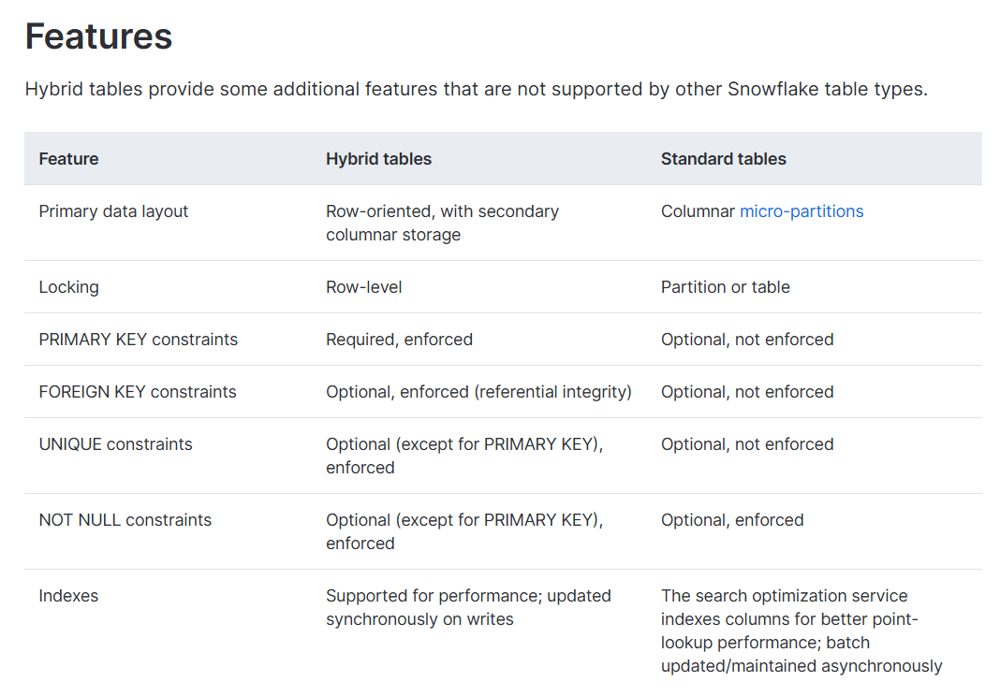 Features
Hybrid tables provide some additional features that are not supported by other Snowflake table types.
Feature Hybrid tables Standard tables
Primary data layout Row-oriented, with secondary columnar storage Columnar micro-partitions
Locking Row-level Partition or table
PRIMARY KEY constraints Required, enforced Optional, not enforced
FOREIGN KEY constraints Optional, enforced (referential integrity) Optional, not enforced
UNIQUE constraints Optional (except for PRIMARY KEY), enforced Optional, not enforced
NOT NULL constraints Optional (except for PRIMARY KEY), enforced Optional, enforced
Indexes Supported for performance; updated synchronously on writes The search optimization service indexes columns for better point-lookup performance; batch updated/maintained asynchronously